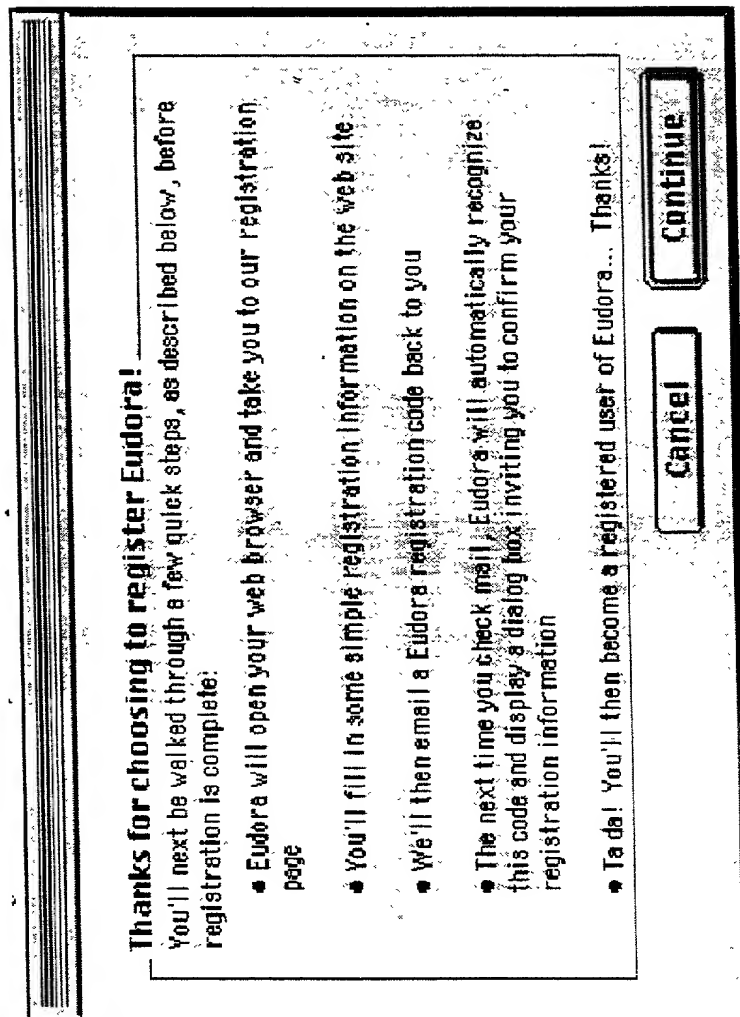 Thanks for choosing to register Eudora!
You'll next be walked through a few quick steps, as described below, before
registration is complete:
• Eudora will open your web browser and take you to our registration
page
• You'll fill in some simple registration information on the web site
• We'll then email a Eudora registration code back to you
• The next time you check mail, Eudora will automatically recognize
this code and display a dialog box inviting you to confirm your
registration information
• Ta da! You'll then become a registered user of Eudora... Thanks!
Cancel
Continue